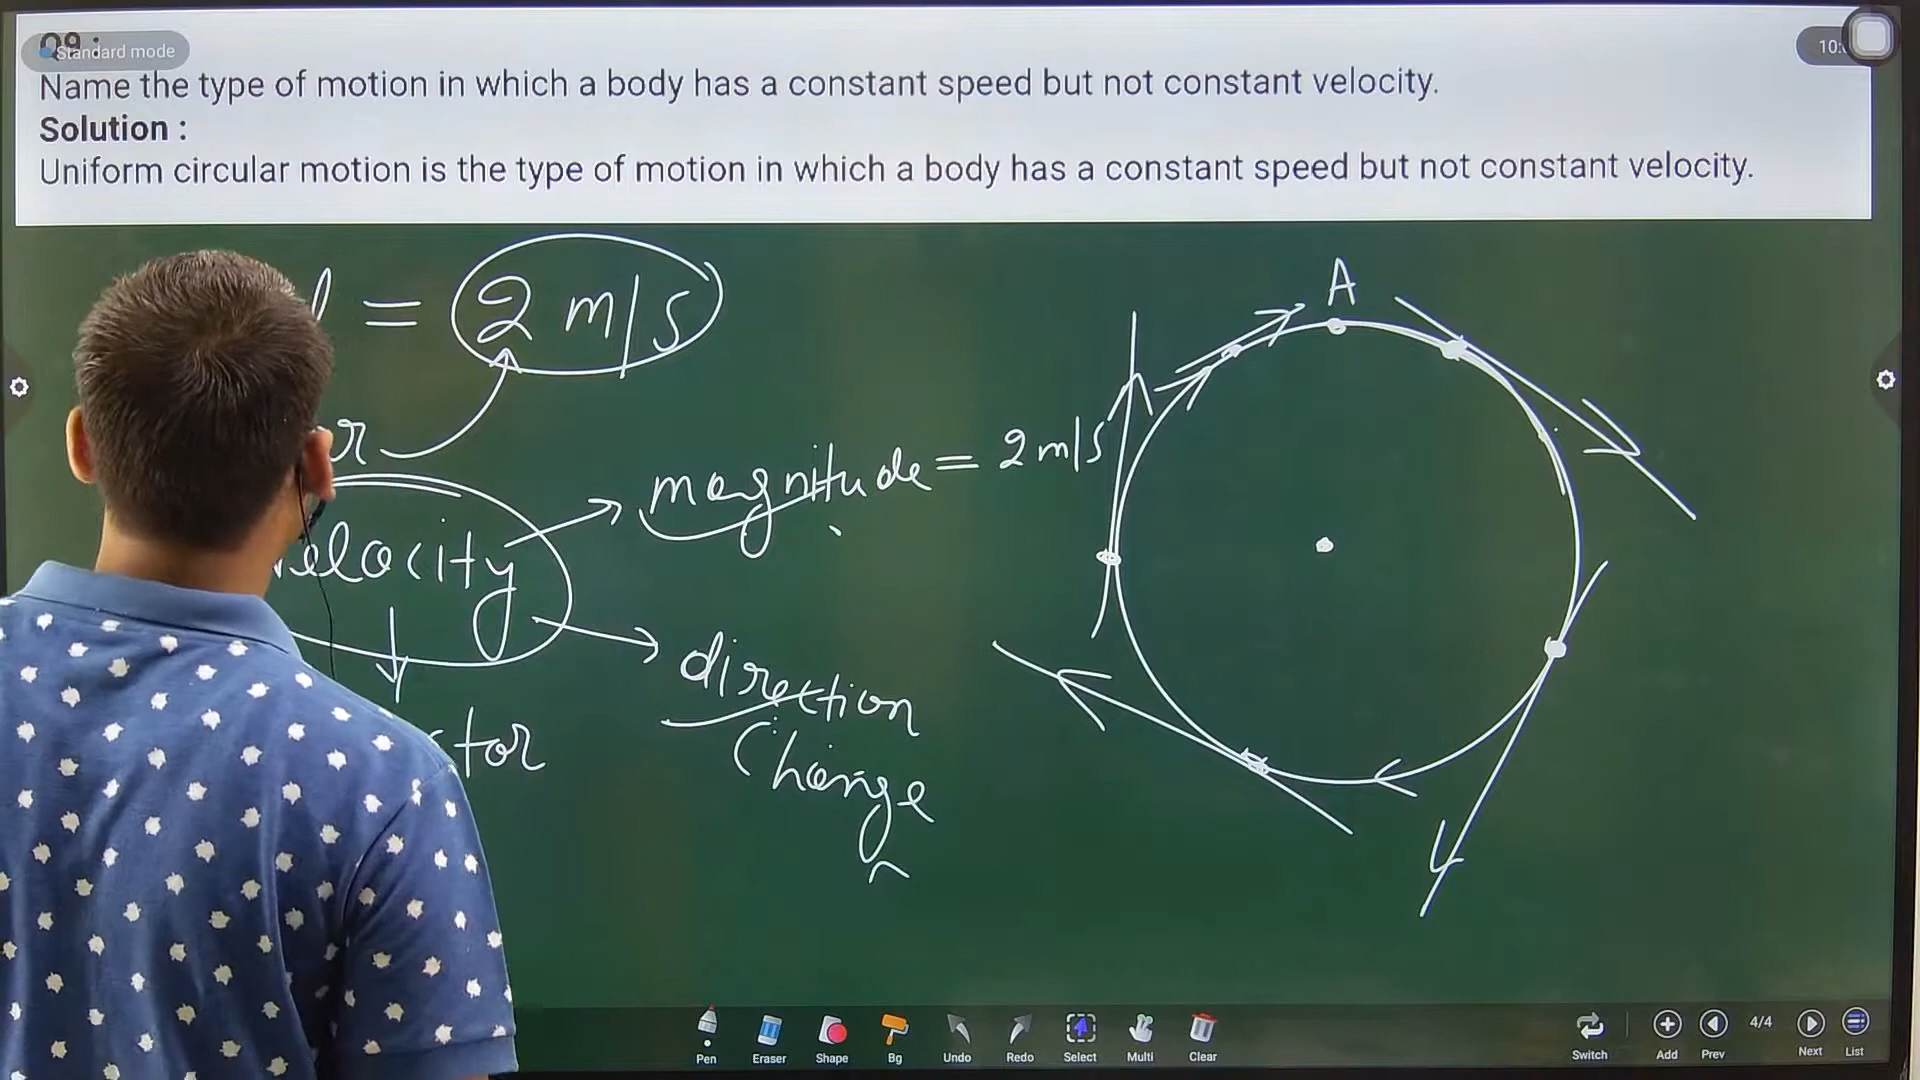 Q9 :
Standard mode
Name the type of motion in which a body has a constant speed but not constant velocity.
Solution :
Uniform circular motion is the type of motion in which a body has a constant speed but not constant velocity.
= 2 m/s
A
magnitude = 2 m/s
velocity
direction
Change
Pen Eraser Shape Bg Undo Redo Select Multi Clear
Switch Add Prev 4/4 Next List